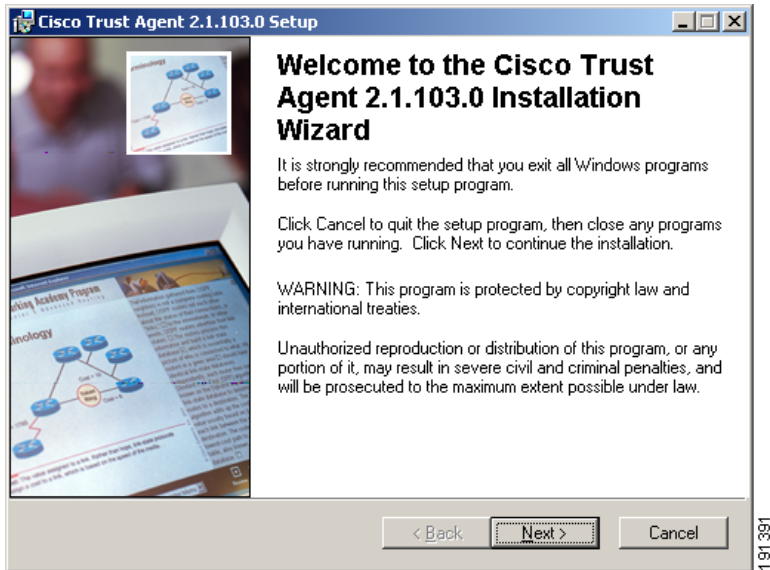 Cisco Trust Agent 2.1.103.0 Setup
Welcome to the Cisco Trust
Agent 2.1.103.0 Installation
Wizard
It is strongly recommended that you exit all Windows programs
before running this setup program.
Click Cancel to quit the setup program, then close any programs
you have running. Click Next to continue the installation.
WARNING: This program is protected by copyright law and
international treaties.
Unauthorized reproduction or distribution of this program, or any
portion of it, may result in severe civil and criminal penalties, and
will be prosecuted to the maximum extent possible under law.
rking Academy Program
inology
< Back
Next >
Cancel
191391